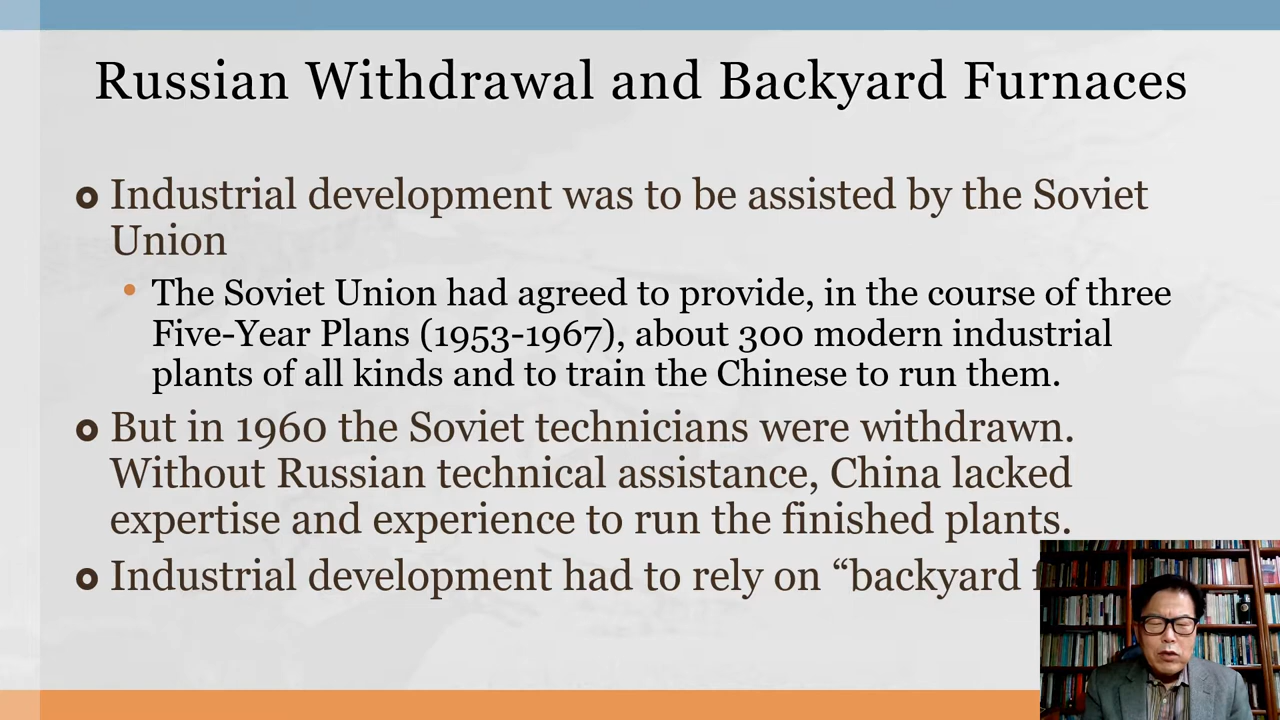 Russian Withdrawal and Backyard Furnaces
Industrial development was to be assisted by the Soviet
Union
The Soviet Union had agreed to provide, in the course of three
Five-Year Plans (1953-1967), about 300 modern industrial
plants of all kinds and to train the Chinese to run them.
But in 1960 the Soviet technicians were withdrawn.
Without Russian technical assistance, China lacked
expertise and experience to run the finished plants.
Industrial development had to rely on “backyard